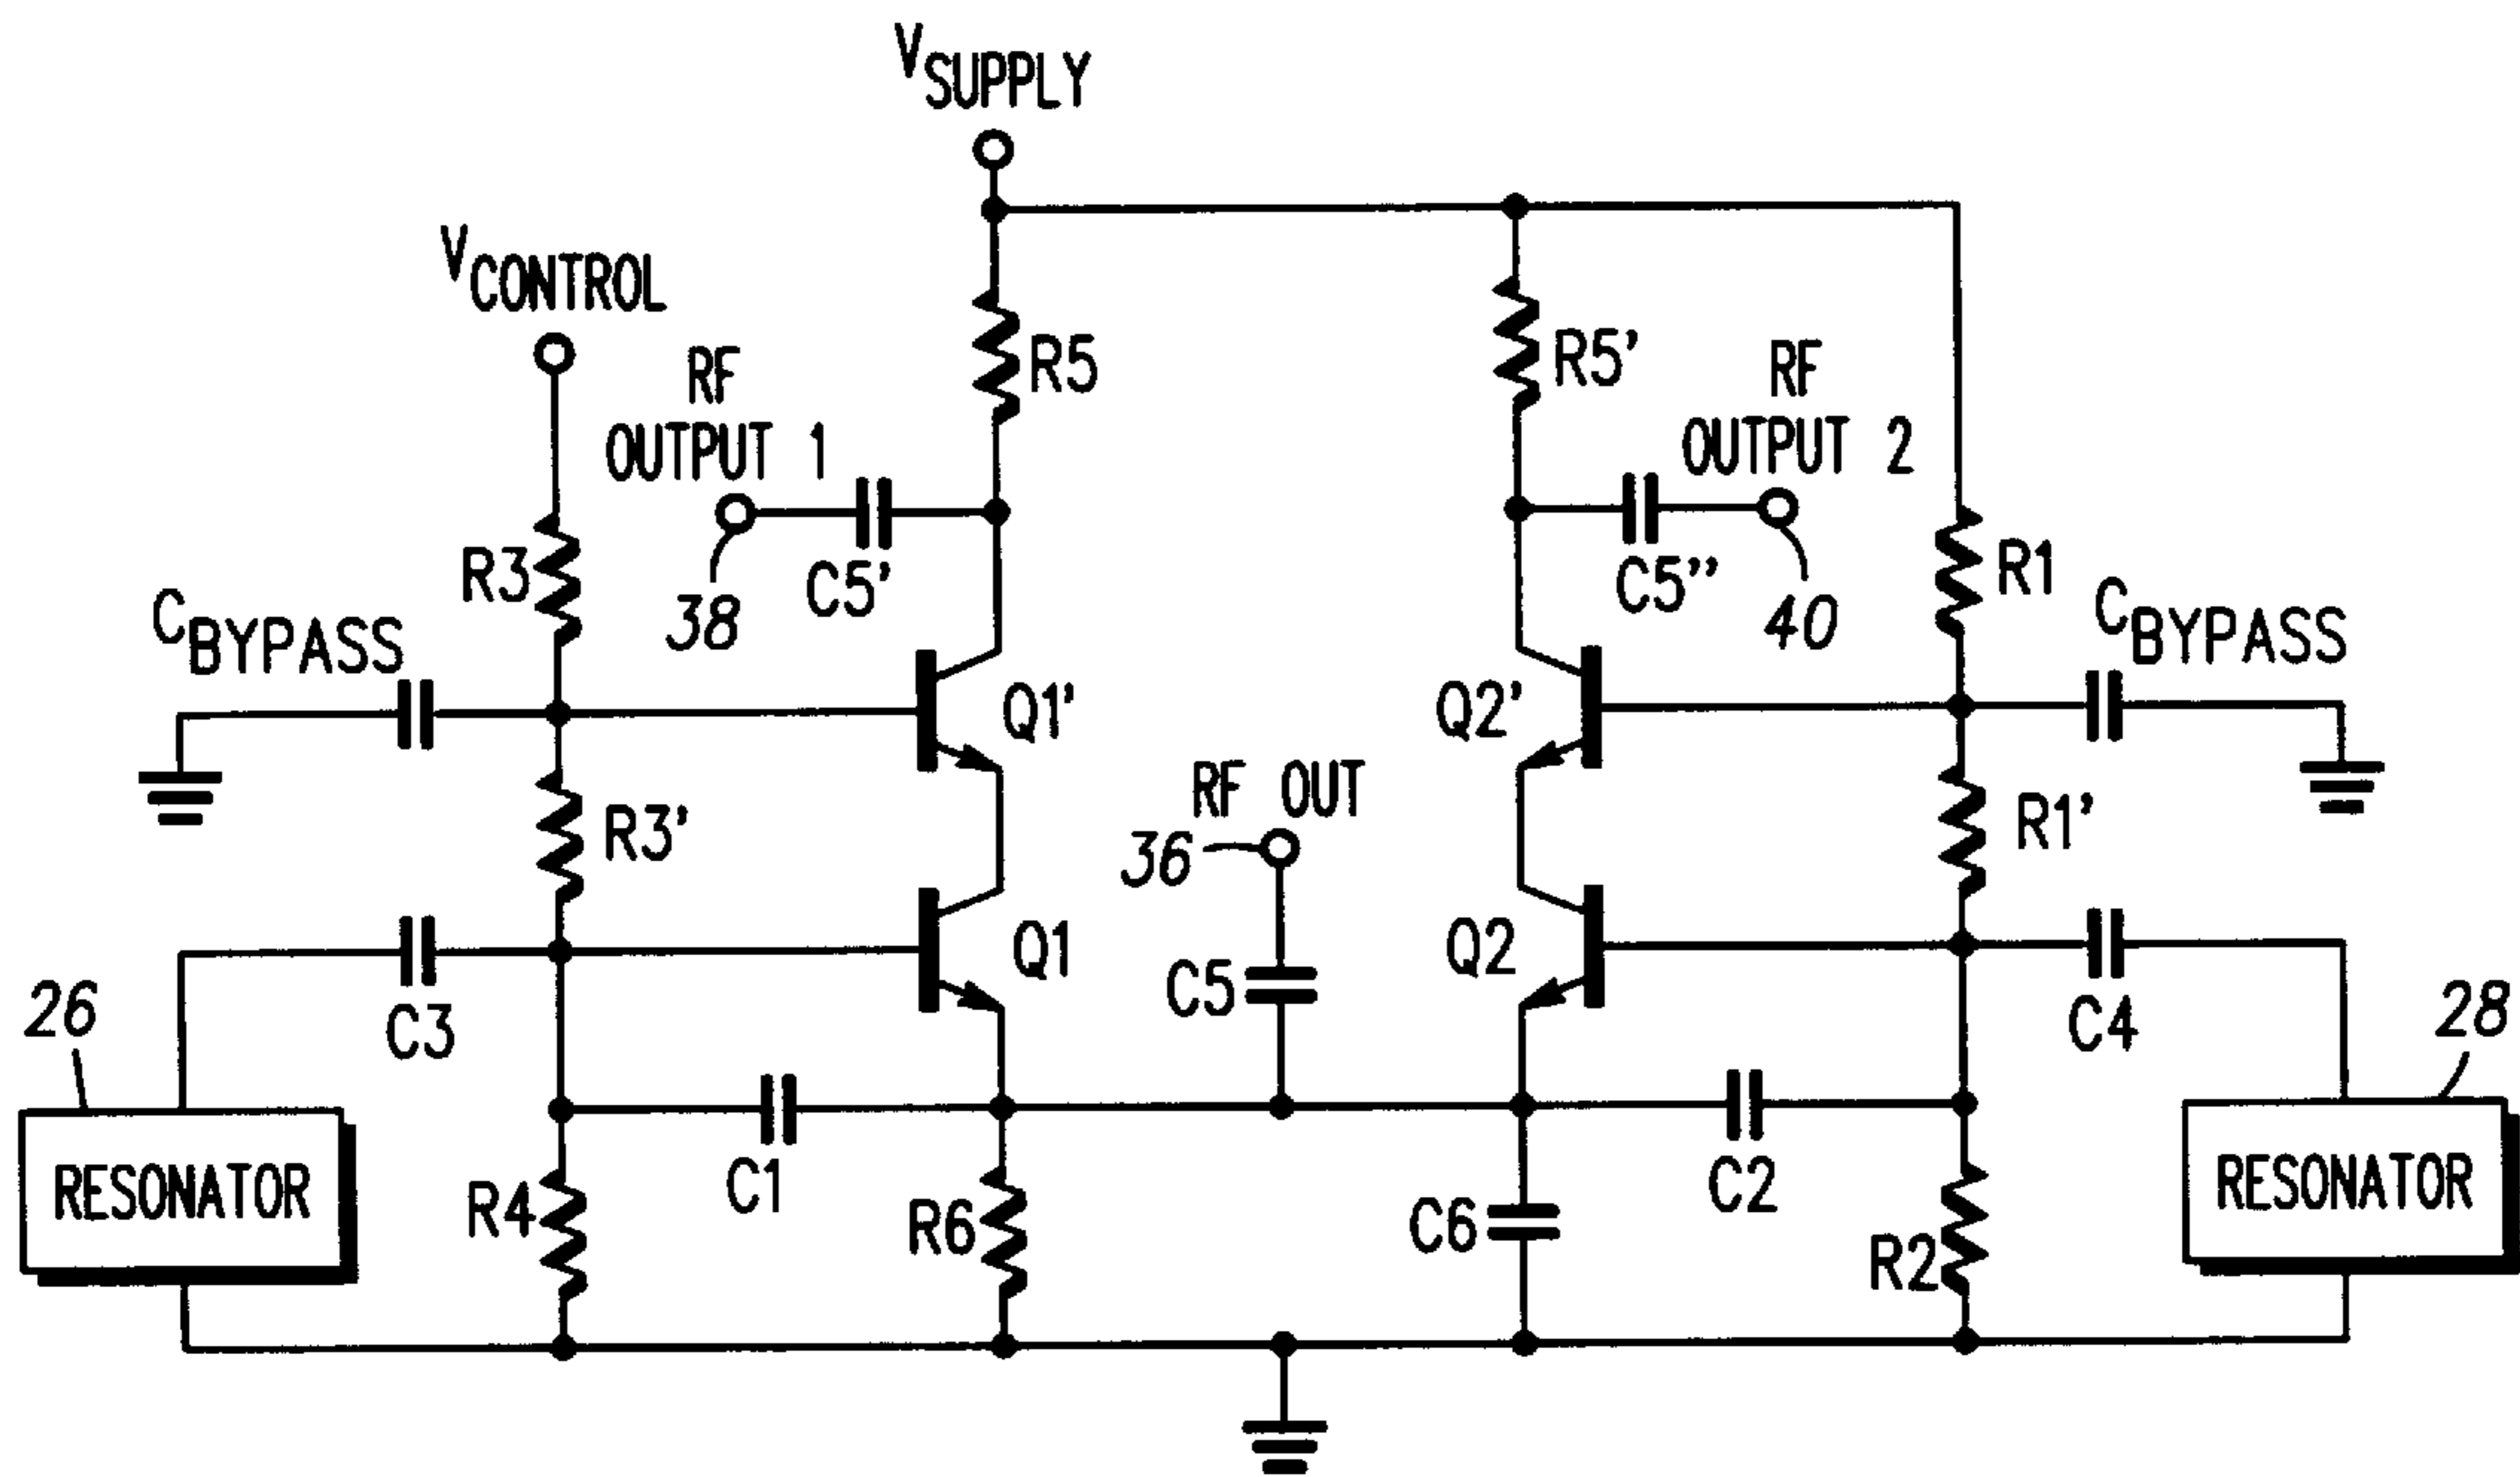 VSUPPLY
VCONTROL
RF
OUTPUT 1
R5
R5'
RF
OUTPUT 2
R3
C5'
38
C5''
40
R1
CBYPASS
CBYPASS
Q1'
Q2'
R3'
RF OUT
36
R1'
Q1
Q2
C5
26
C3
C4
28
RESONATOR
R4
C1
R6
C6
C2
R2
RESONATOR